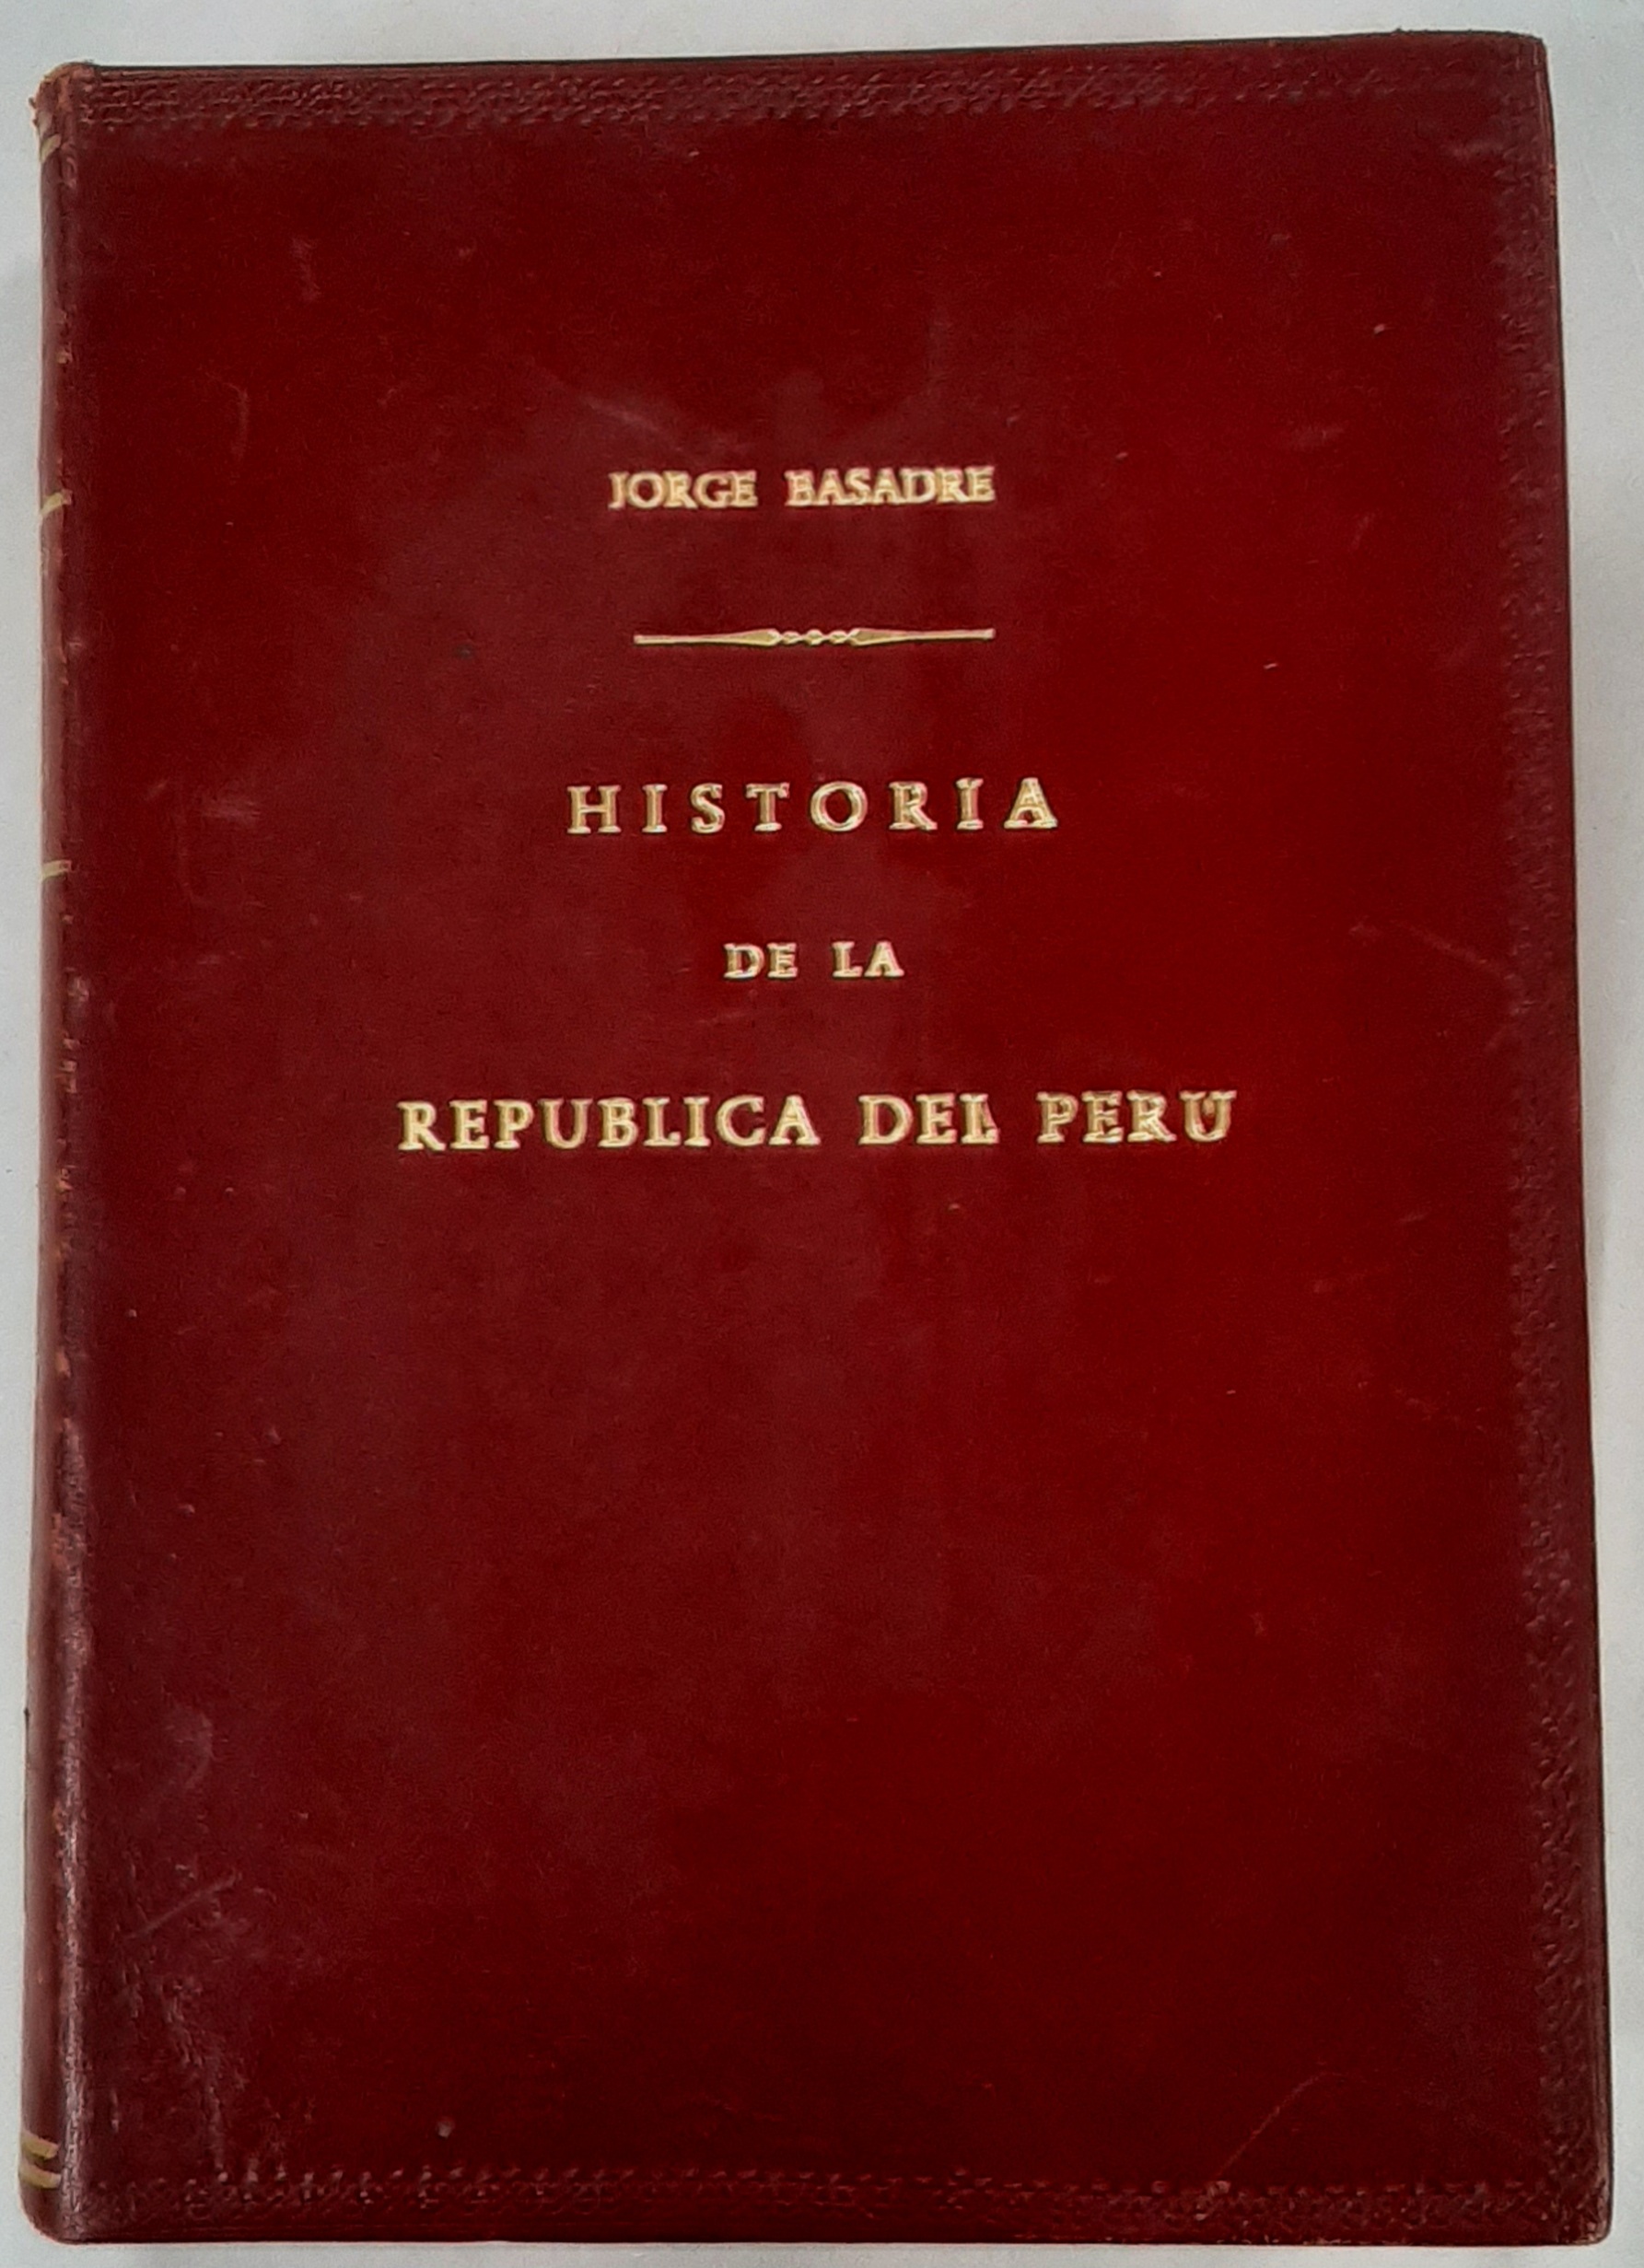 JORGE BASADRE
HISTORIA
DE LA
REPUBLICA DEL PERU